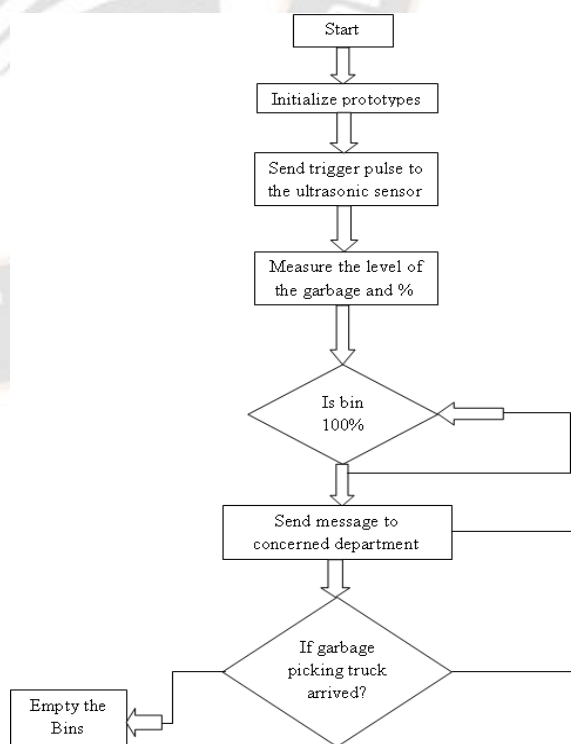 Start
Initialize prototypes
Send trigger pulse to
the ultrasonic sensor
Measure the level of
the garbage and %
Is bin
100%
Send message to
concerned department
If garbage
picking truck
arrived?
Empty the
Bins